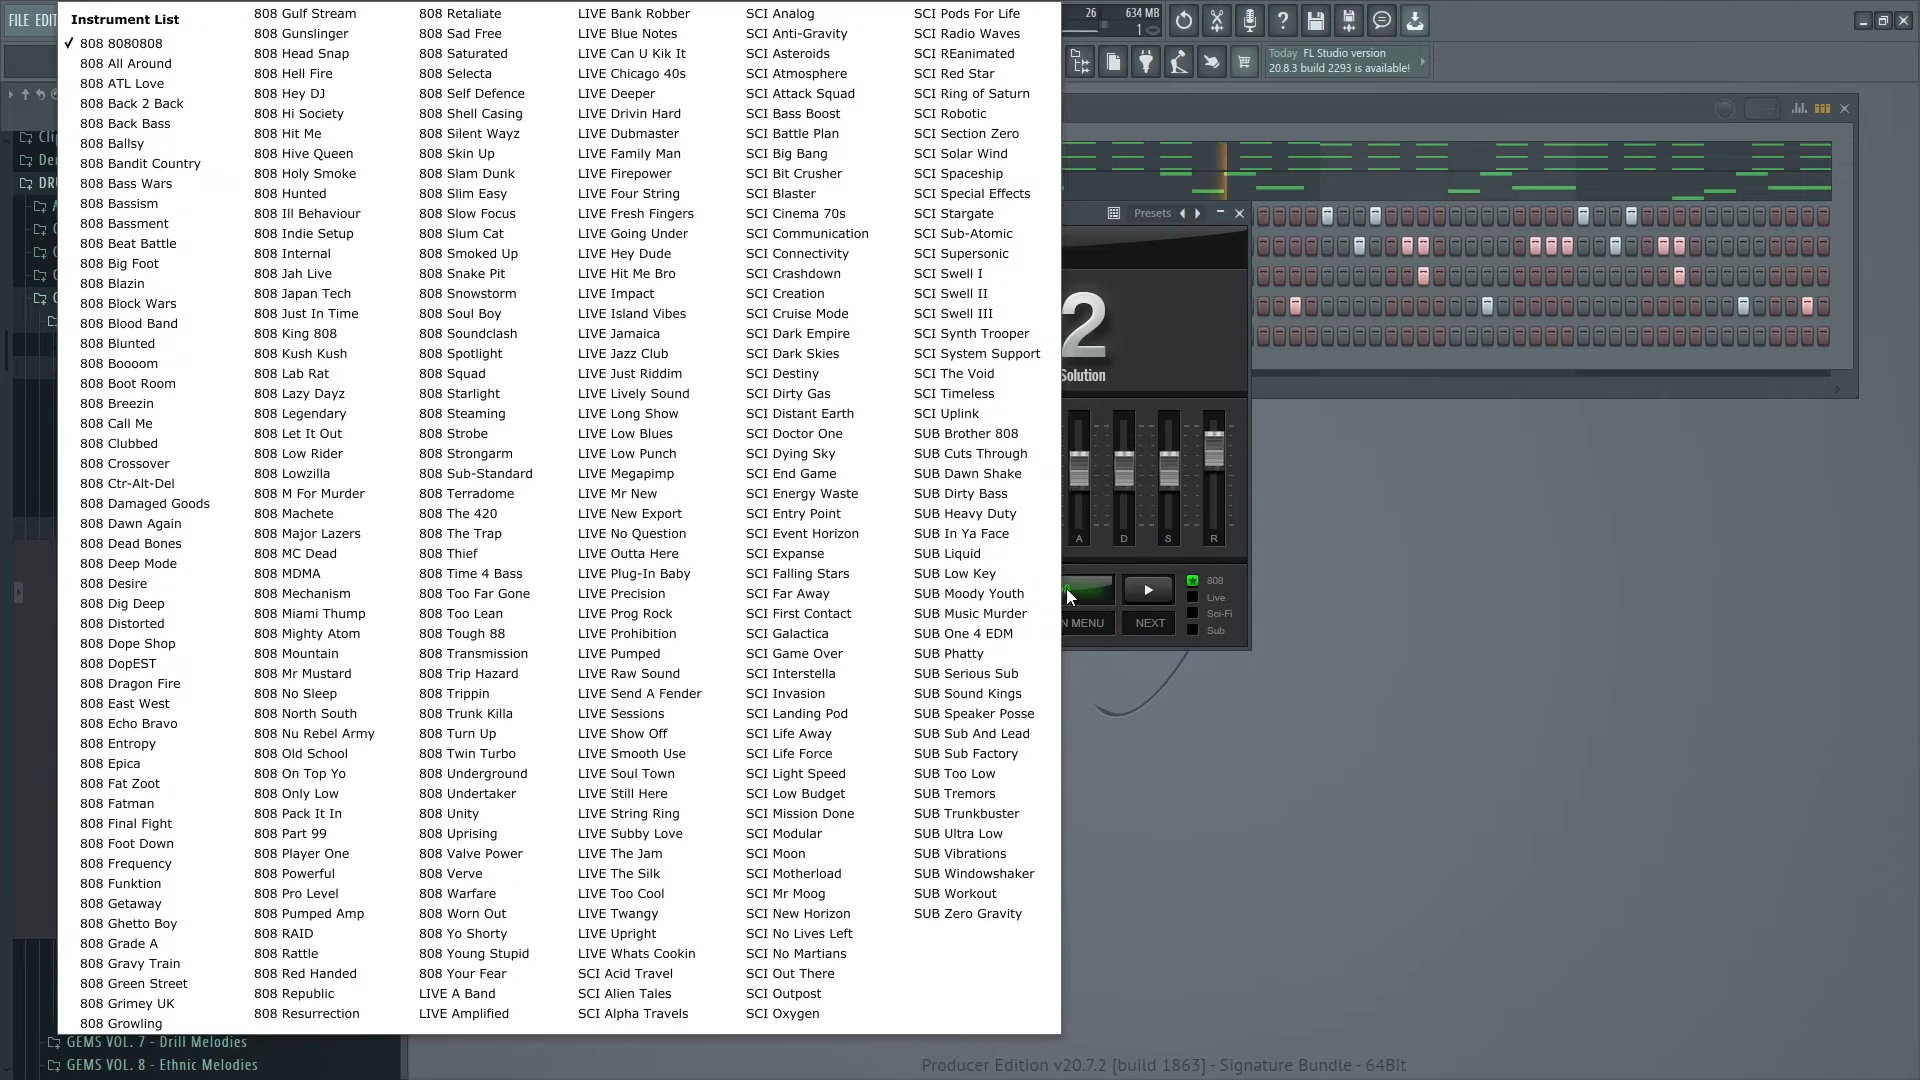 FILE EDIT
Instrument List
808 8080808
808 All Around
808 ATL Love
808 Back 2 Back
808 Back Bass
808 Ballsy
808 Bandit Country
808 Bass Wars
808 Bassism
808 Bassment
808 Beat Battle
808 Big Foot
808 Blazin
808 Block Wars
808 Blood Band
808 Blunted
808 Boooom
808 Boot Room
808 Breezin
808 Call Me
808 Clubbed
808 Crossover
808 Ctr-Alt-Del
808 Damaged Goods
808 Dawn Again
808 Dead Bones
808 Deep Mode
808 Desire
808 Dig Deep
808 Distorted
808 Dope Shop
808 DopEST
808 Dragon Fire
808 East West
808 Echo Bravo
808 Entropy
808 Epica
808 Fat Zoot
808 Fatman
808 Final Fight
808 Foot Down
808 Frequency
808 Funktion
808 Getaway
808 Ghetto Boy
808 Grade A
808 Gravy Train
808 Green Street
808 Grimey UK
808 Growling
808 Gulf Stream
808 Gunslinger
808 Head Snap
808 Hell Fire
808 Hey DJ
808 Hi Society
808 Hit Me
808 Hive Queen
808 Holy Smoke
808 Hunted
808 Ill Behaviour
808 Indie Setup
808 Internal
808 Jah Live
808 Japan Tech
808 Just In Time
808 King 808
808 Kush Kush
808 Lab Rat
808 Lazy Dayz
808 Legendary
808 Let It Out
808 Low Rider
808 Lowzilla
808 M For Murder
808 Machete
808 Major Lazers
808 MC Dead
808 MDMA
808 Mechanism
808 Miami Thump
808 Mighty Atom
808 Mountain
808 Mr Mustard
808 No Sleep
808 North South
808 Nu Rebel Army
808 Old School
808 On Top Yo
808 Only Low
808 Pack It In
808 Part 99
808 Player One
808 Powerful
808 Pro Level
808 Pumped Amp
808 RAID
808 Rattle
808 Red Handed
808 Republic
808 Resurrection
808 Retaliate
808 Sad Free
808 Saturated
808 Selecta
808 Self Defence
808 Shell Casing
808 Silent Wayz
808 Skin Up
808 Slam Dunk
808 Slim Easy
808 Slow Focus
808 Slum Cat
808 Smoked Up
808 Snake Pit
808 Snowstorm
808 Soul Boy
808 Soundclash
808 Spotlight
808 Squad
808 Starlight
808 Steaming
808 Strobe
808 Strongarm
808 Sub-Standard
808 Terradome
808 The 420
808 The Trap
808 Thief
808 Time 4 Bass
808 Too Far Gone
808 Too Lean
808 Tough 88
808 Transmission
808 Trip Hazard
808 Trippin
808 Trunk Killa
808 Turn Up
808 Twin Turbo
808 Underground
808 Undertaker
808 Unity
808 Uprising
808 Valve Power
808 Verve
808 Warfare
808 Worn Out
808 Yo Shorty
808 Young Stupid
808 Your Fear
LIVE A Band
LIVE Amplified
LIVE Bank Robber
LIVE Blue Notes
LIVE Can U Kik It
LIVE Chicago 40s
LIVE Deeper
LIVE Drivin Hard
LIVE Dubmaster
LIVE Family Man
LIVE Firepower
LIVE Four String
LIVE Fresh Fingers
LIVE Going Under
LIVE Hey Dude
LIVE Hit Me Bro
LIVE Impact
LIVE Island Vibes
LIVE Jamaica
LIVE Jazz Club
LIVE Just Riddim
LIVE Lively Sound
LIVE Long Show
LIVE Low Blues
LIVE Low Punch
LIVE Megapimp
LIVE Mr New
LIVE New Export
LIVE No Question
LIVE Outta Here
LIVE Plug-In Baby
LIVE Precision
LIVE Prog Rock
LIVE Prohibition
LIVE Pumped
LIVE Raw Sound
LIVE Send A Fender
LIVE Sessions
LIVE Show Off
LIVE Smooth Use
LIVE Soul Town
LIVE Still Here
LIVE String Ring
LIVE Subby Love
LIVE The Jam
LIVE The Silk
LIVE Too Cool
LIVE Twangy
LIVE Upright
LIVE Whats Cookin
SCI Acid Travel
SCI Alien Tales
SCI Alpha Travels
SCI Analog
SCI Anti-Gravity
SCI Asteroids
SCI Atmosphere
SCI Attack Squad
SCI Bass Boost
SCI Battle Plan
SCI Big Bang
SCI Bit Crusher
SCI Blaster
SCI Cinema 70s
SCI Communication
SCI Connectivity
SCI Crashdown
SCI Creation
SCI Cruise Mode
SCI Dark Empire
SCI Dark Skies
SCI Destiny
SCI Dirty Gas
SCI Distant Earth
SCI Doctor One
SCI Dying Sky
SCI End Game
SCI Energy Waste
SCI Entry Point
SCI Event Horizon
SCI Expanse
SCI Falling Stars
SCI Far Away
SCI First Contact
SCI Galactica
SCI Game Over
SCI Interstella
SCI Invasion
SCI Landing Pod
SCI Life Away
SCI Life Force
SCI Light Speed
SCI Low Budget
SCI Mission Done
SCI Modular
SCI Moon
SCI Motherload
SCI Mr Moog
SCI New Horizon
SCI No Lives Left
SCI No Martians
SCI Out There
SCI Outpost
SCI Oxygen
SCI Pods For Life
SCI Radio Waves
SCI REanimated
SCI Red Star
SCI Ring of Saturn
SCI Robotic
SCI Section Zero
SCI Solar Wind
SCI Spaceship
SCI Special Effects
SCI Stargate
SCI Sub-Atomic
SCI Supersonic
SCI Swell I
SCI Swell II
SCI Swell III
SCI Synth Trooper
SCI System Support
SCI The Void
SCI Timeless
SCI Uplink
SUB Brother 808
SUB Cuts Through
SUB Dawn Shake
SUB Dirty Bass
SUB Heavy Duty
SUB In Ya Face
SUB Liquid
SUB Low Key
SUB Moody Youth
SUB Music Murder
SUB One 4 EDM
SUB Phatty
SUB Serious Sub
SUB Sound Kings
SUB Speaker Posse
SUB Sub And Lead
SUB Sub Factory
SUB Too Low
SUB Tremors
SUB Trunkbuster
SUB Ultra Low
SUB Vibrations
SUB Windowshaker
SUB Workout
SUB Zero Gravity
26 634 MB
1
Today FL Studio version
20.8.3 build 2293 is available!
Presets
2
Solution
A D S R
808
Live
Sci-Fi
Sub
N MENU NEXT
Cli
De
DR
GEMS VOL. 7 - Drill Melodies
GEMS VOL. 8 - Ethnic Melodies
Producer Edition v20.7.2 [build 1863] - Signature Bundle - 64Bit